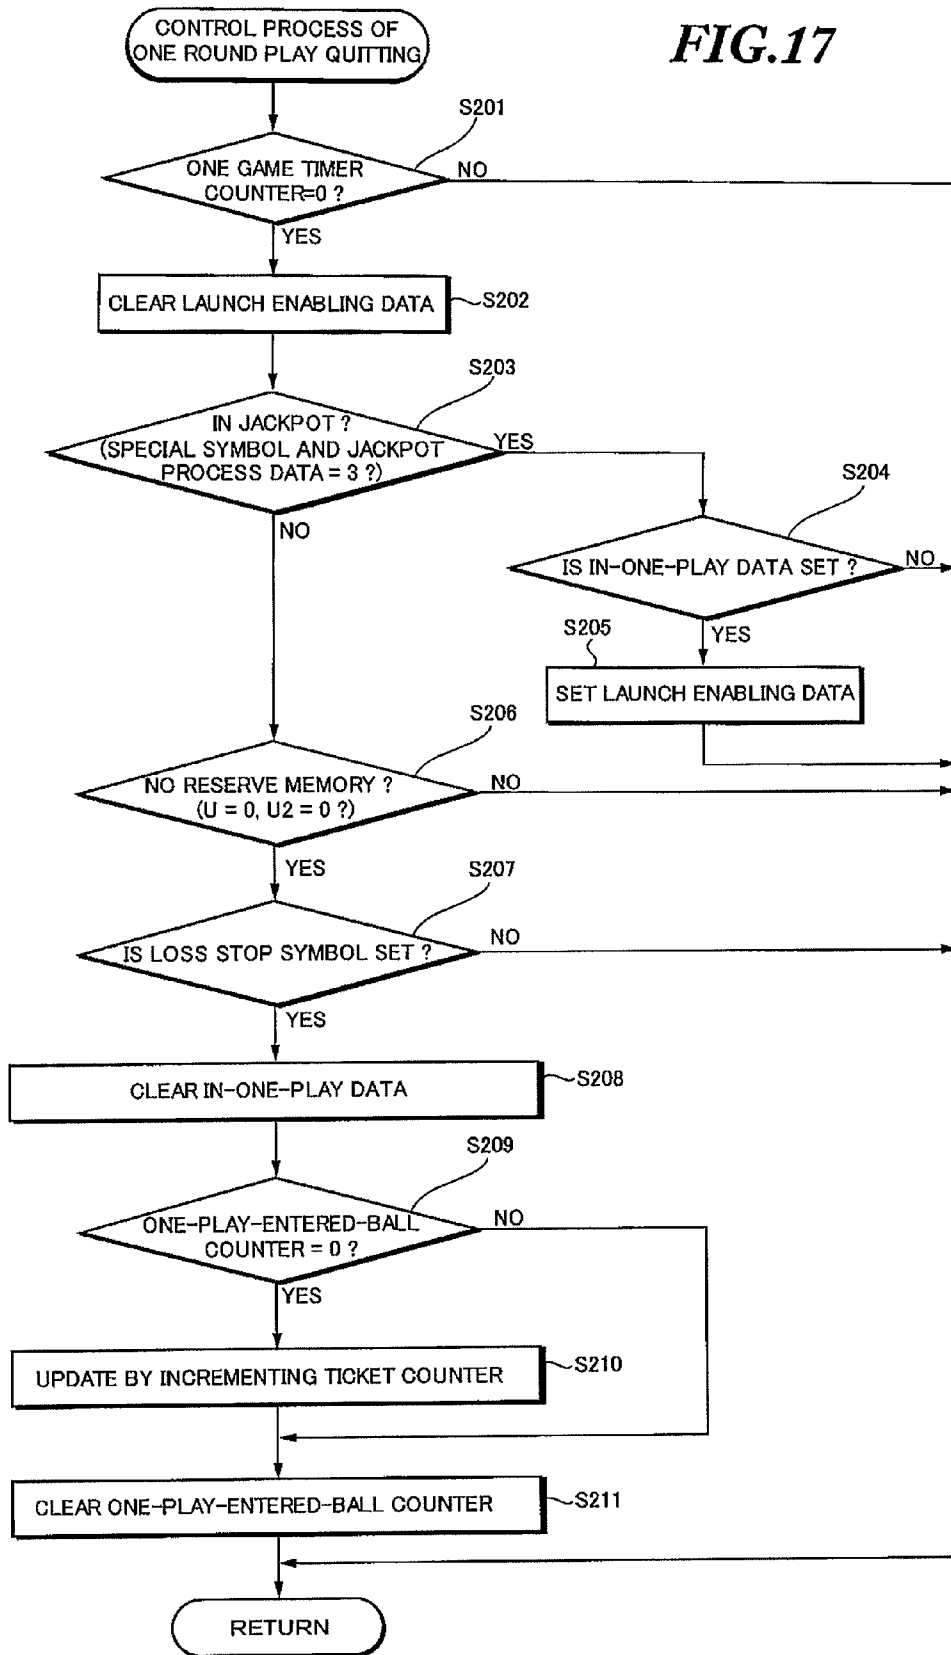 CONTROL PROCESS OF
ONE ROUND PLAY QUITTING
FIG.17
S201
ONE GAME TIMER
COUNTER=0 ?
NO
YES
CLEAR LAUNCH ENABLING DATA
S202
S203
IN JACKPOT ?
(SPECIAL SYMBOL AND JACKPOT
PROCESS DATA = 3 ?)
YES
NO
S204
IS IN-ONE-PLAY DATA SET ?
NO
YES
S205
SET LAUNCH ENABLING DATA
S206
NO RESERVE MEMORY ?
(U = 0, U2 = 0 ?)
NO
YES
S207
IS LOSS STOP SYMBOL SET ?
NO
YES
CLEAR IN-ONE-PLAY DATA
S208
S209
ONE-PLAY-ENTERED-BALL
COUNTER = 0 ?
NO
YES
UPDATE BY INCREMENTING TICKET COUNTER
S210
CLEAR ONE-PLAY-ENTERED-BALL COUNTER
S211
RETURN